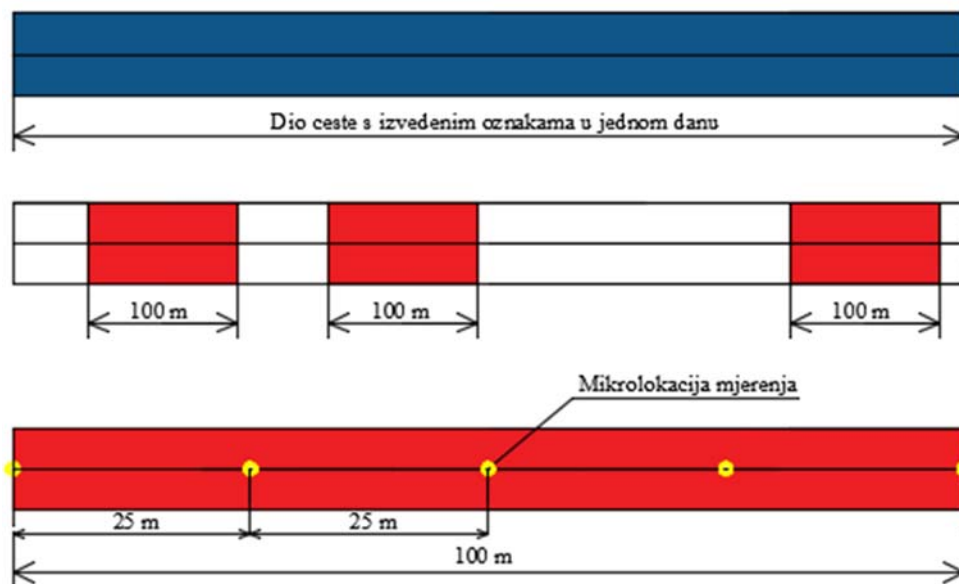 Dio ceste s izvedenim oznakama u jednom danu
100 m
100 m
100 m
Mikrolokacija mjerenja
25 m
25 m
100 m